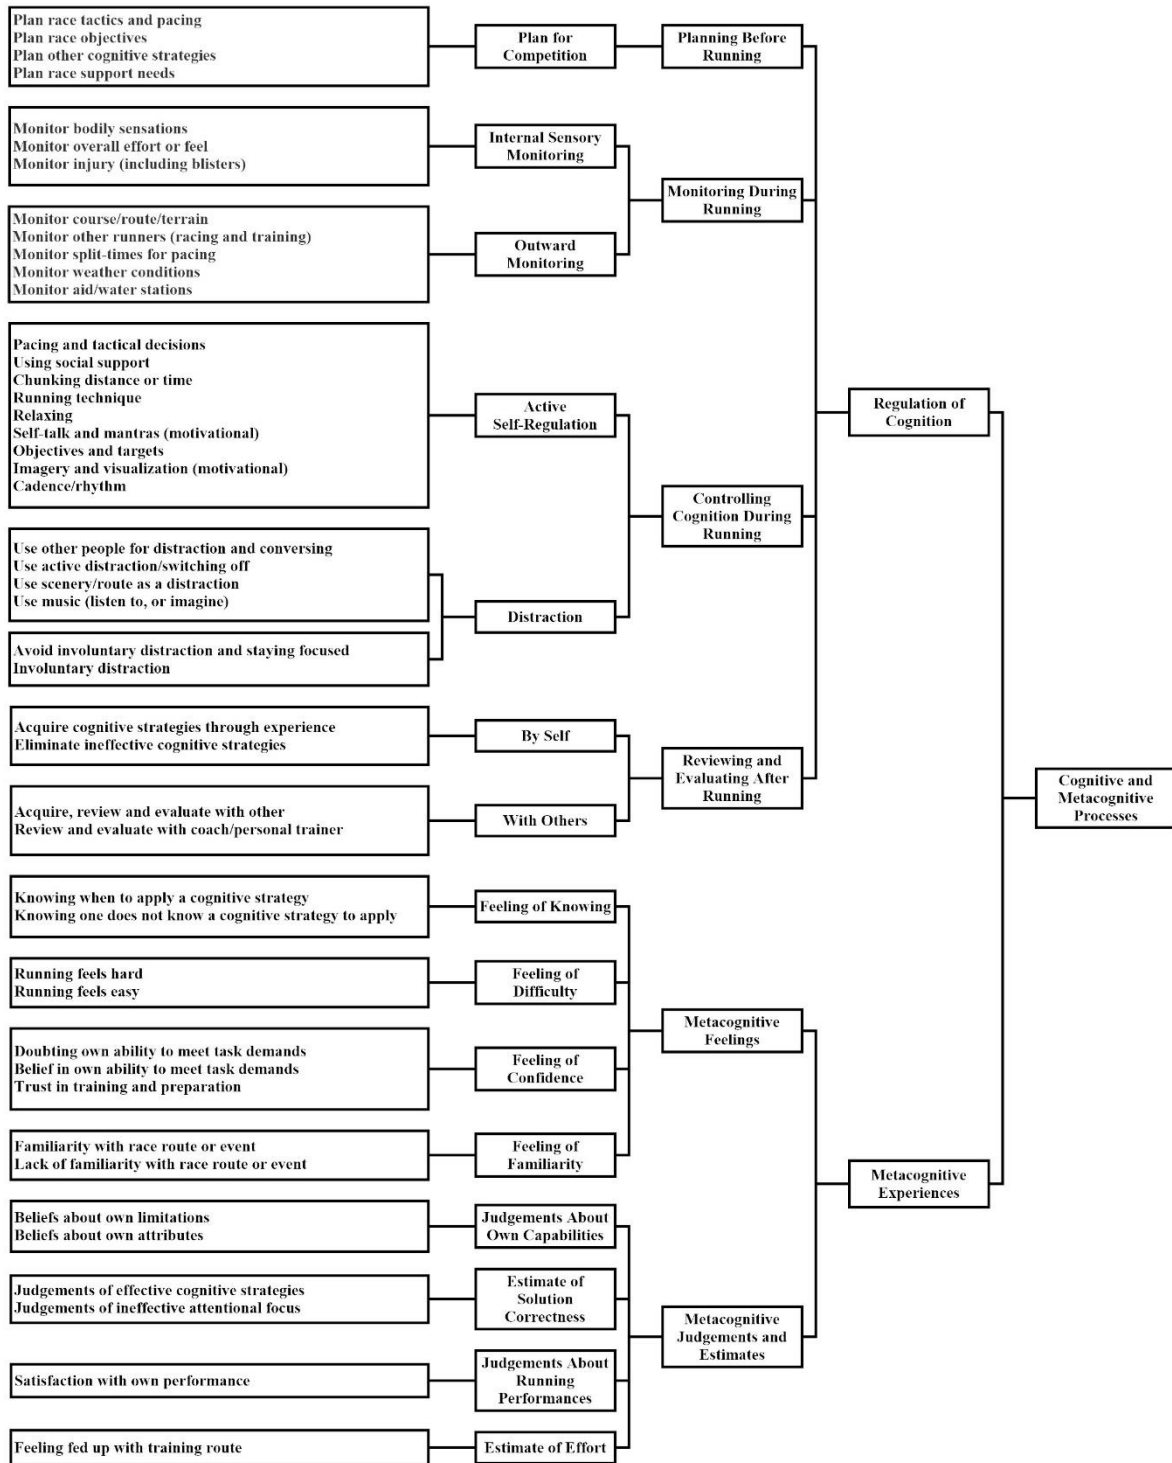 Plan race tactics and pacing
Plan race objectives
Plan other cognitive strategies
Plan race support needs
Plan for
Competition
Planning Before
Running
Monitor bodily sensations
Monitor overall effort or feel
Monitor injury (including blisters)
Internal Sensory
Monitoring
Monitoring During
Running
Monitor course/route/terrain
Monitor other runners (racing and training)
Monitor split-times for pacing
Monitor weather conditions
Monitor aid/water stations
Outward
Monitoring
Pacing and tactical decisions
Using social support
Chunking distance or time
Running technique
Relaxing
Self-talk and mantras (motivational)
Objectives and targets
Imagery and visualization (motivational)
Cadence/rhythm
Active
Self-Regulation
Regulation of
Cognition
Controlling
Cognition During
Running
Use other people for distraction and conversing
Use active distraction/switching off
Use scenery/route as a distraction
Use music (listen to, or imagine)
Distraction
Avoid involuntary distraction and staying focused
Involuntary distraction
Acquire cognitive strategies through experience
Eliminate ineffective cognitive strategies
By Self
Reviewing and
Evaluating After
Running
Cognitive and
Metacognitive
Processes
Acquire, review and evaluate with other
Review and evaluate with coach/personal trainer
With Others
Knowing when to apply a cognitive strategy
Knowing one does not know a cognitive strategy to apply
Feeling of Knowing
Running feels hard
Running feels easy
Feeling of
Difficulty
Metacognitive
Feelings
Doubting own ability to meet task demands
Belief in own ability to meet task demands
Trust in training and preparation
Feeling of
Confidence
Familiarity with race route or event
Lack of familiarity with race route or event
Feeling of
Familiarity
Metacognitive
Experiences
Beliefs about own limitations
Beliefs about own attributes
Judgements About
Own Capabilities
Judgements of effective cognitive strategies
Judgements of ineffective attentional focus
Estimate of
Solution
Correctness
Metacognitive
Judgements and
Estimates
Satisfaction with own performance
Judgements About
Running
Performances
Feeling fed up with training route
Estimate of Effort